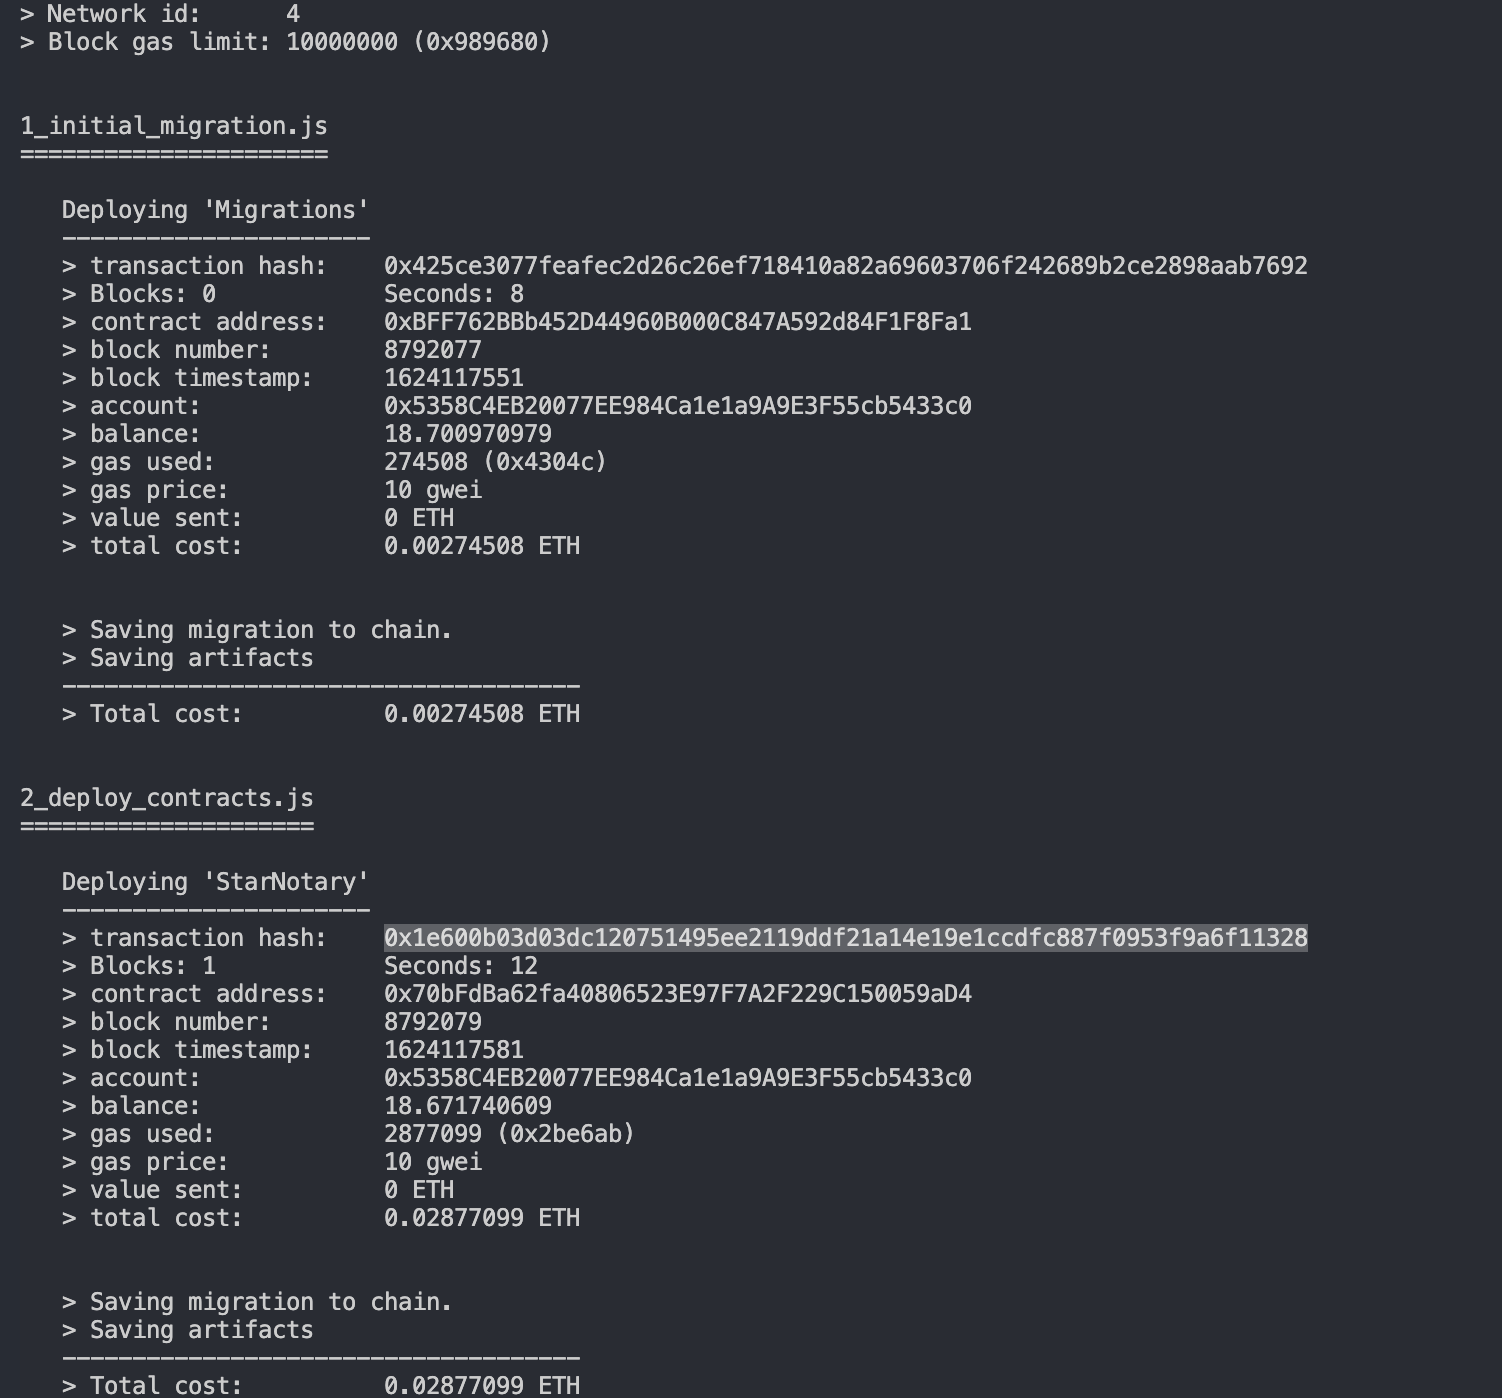 > Network id:      4
> Block gas limit: 10000000 (0x989680)
1_initial_migration.js
======================
Deploying 'Migrations'
----------------------
> transaction hash:    0x425ce3077feafec2d26c26ef718410a82a69603706f242689b2ce2898aab7692
> Blocks: 0            Seconds: 8
> contract address:    0xBFF762BBb452D44960B000C847A592d84F1F8Fa1
> block number:        8792077
> block timestamp:     1624117551
> account:             0x5358C4EB20077EE984Ca1e1a9A9E3F55cb5433c0
> balance:             18.700970979
> gas used:            274508 (0x4304c)
> gas price:           10 gwei
> value sent:          0 ETH
> total cost:          0.00274508 ETH
> Saving migration to chain.
> Saving artifacts
-------------------------------------
> Total cost:          0.00274508 ETH
2_deploy_contracts.js
=====================
Deploying 'StarNotary'
----------------------
> transaction hash:    0x1e600b03d03dc120751495ee2119ddf21a14e19e1ccdfc887f0953f9a6f11328
> Blocks: 1            Seconds: 12
> contract address:    0x70bFdBa62fa40806523E97F7A2F229C150059aD4
> block number:        8792079
> block timestamp:     1624117581
> account:             0x5358C4EB20077EE984Ca1e1a9A9E3F55cb5433c0
> balance:             18.671740609
> gas used:            2877099 (0x2be6ab)
> gas price:           10 gwei
> value sent:          0 ETH
> total cost:          0.02877099 ETH
> Saving migration to chain.
> Saving artifacts
-------------------------------------
> Total cost:          0.02877099 ETH